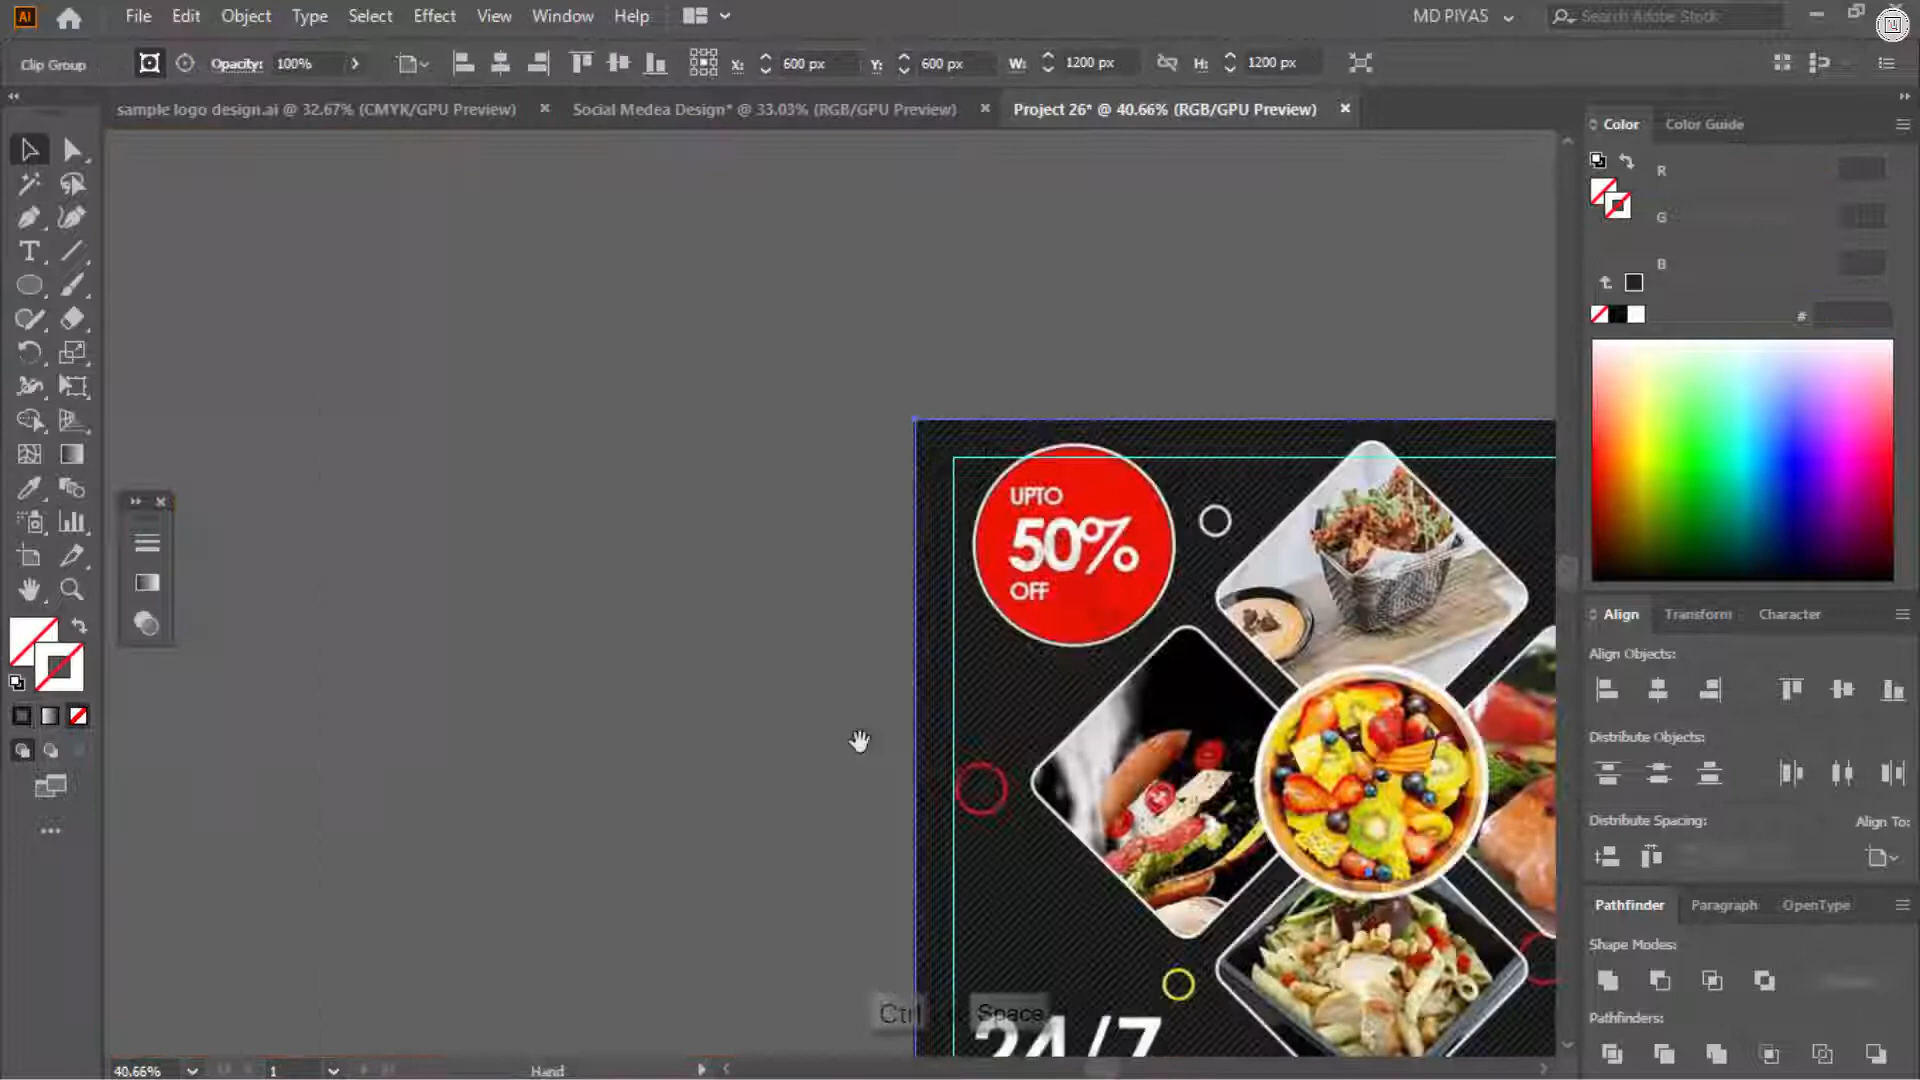 Ai File Edit Object Type Select Effect View Window Help MD PIYAS Search Adobe Stock
Clip Group Opacity: 100% X: 600 px Y: 600 px W: 1200 px H: 1200 px
sample logo design.ai @ 32.67% (CMYK/GPU Preview) Social Medea Design* @ 33.03% (RGB/GPU Preview) Project 26* @ 40.66% (RGB/GPU Preview)
Color Color Guide
R
G
B
#
UPTO
50%
OFF
24/7
Ctrl Space
Align Transform Character
Align Objects:
Distribute Objects:
Distribute Spacing: Align To:
Pathfinder Paragraph OpenType
Shape Modes:
Pathfinders:
40.66% 1 Hand